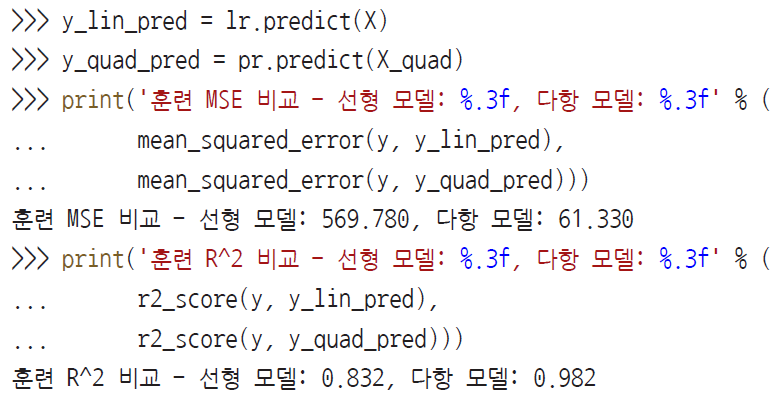 >>> y_lin_pred = lr.predict(X)
>>> y_quad_pred = pr.predict(X_quad)
>>> print('훈련 MSE 비교 - 선형 모델: %.3f, 다항 모델: %.3f' % (
...     mean_squared_error(y, y_lin_pred),
...     mean_squared_error(y, y_quad_pred)))
훈련 MSE 비교 - 선형 모델: 569.780, 다항 모델: 61.330
>>> print('훈련 R^2 비교 - 선형 모델: %.3f, 다항 모델: %.3f' % (
...     r2_score(y, y_lin_pred),
...     r2_score(y, y_quad_pred)))
훈련 R^2 비교 - 선형 모델: 0.832, 다항 모델: 0.982